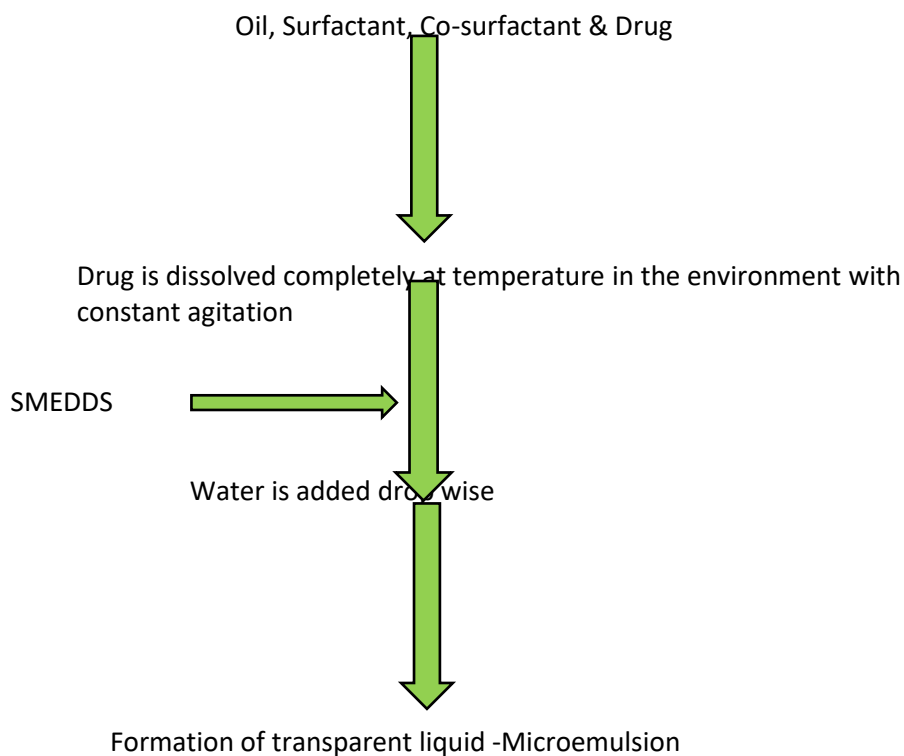 Oil, Surfactant, Co-surfactant & Drug
Drug is dissolved completely at temperature in the environment with
constant agitation
SMEDDS
Water is added drop wise
Formation of transparent liquid -Microemulsion